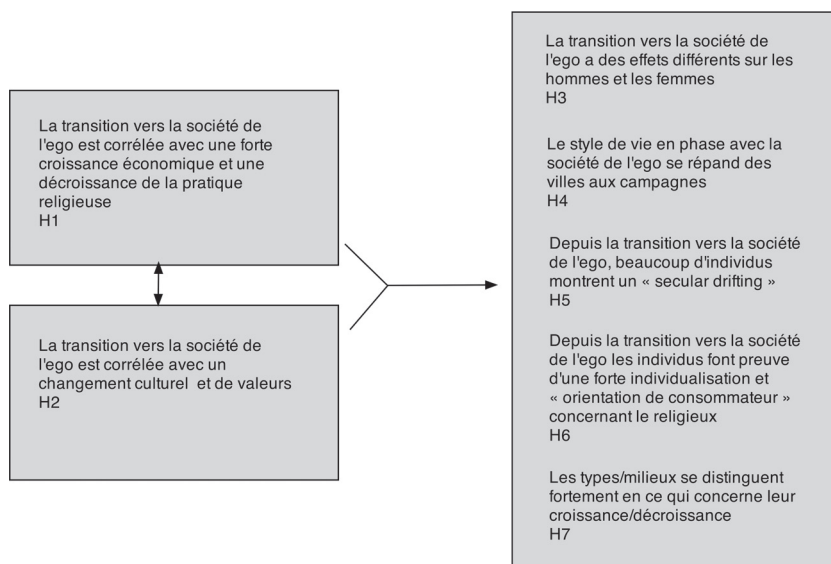 La transition vers la société de
l'ego est corrélée avec une forte
croissance économique et une
décroissance de la pratique
religieuse
H1
La transition vers la société de
l'ego est corrélée avec un
changement culturel et de valeurs
H2
La transition vers la société de
l'ego a des effets différents sur les
hommes et les femmes
H3
Le style de vie en phase avec la
société de l'ego se répand des
villes aux campagnes
H4
Depuis la transition vers la société
de l'ego, beaucoup d'individus
montrent un « secular drifting »
H5
Depuis la transition vers la société
de l'ego les individus font preuve
d'une forte individualisation et
« orientation de consommateur »
concernant le religieux
H6
Les types/milieux se distinguent
fortement en ce qui concerne leur
croissance/décroissance
H7